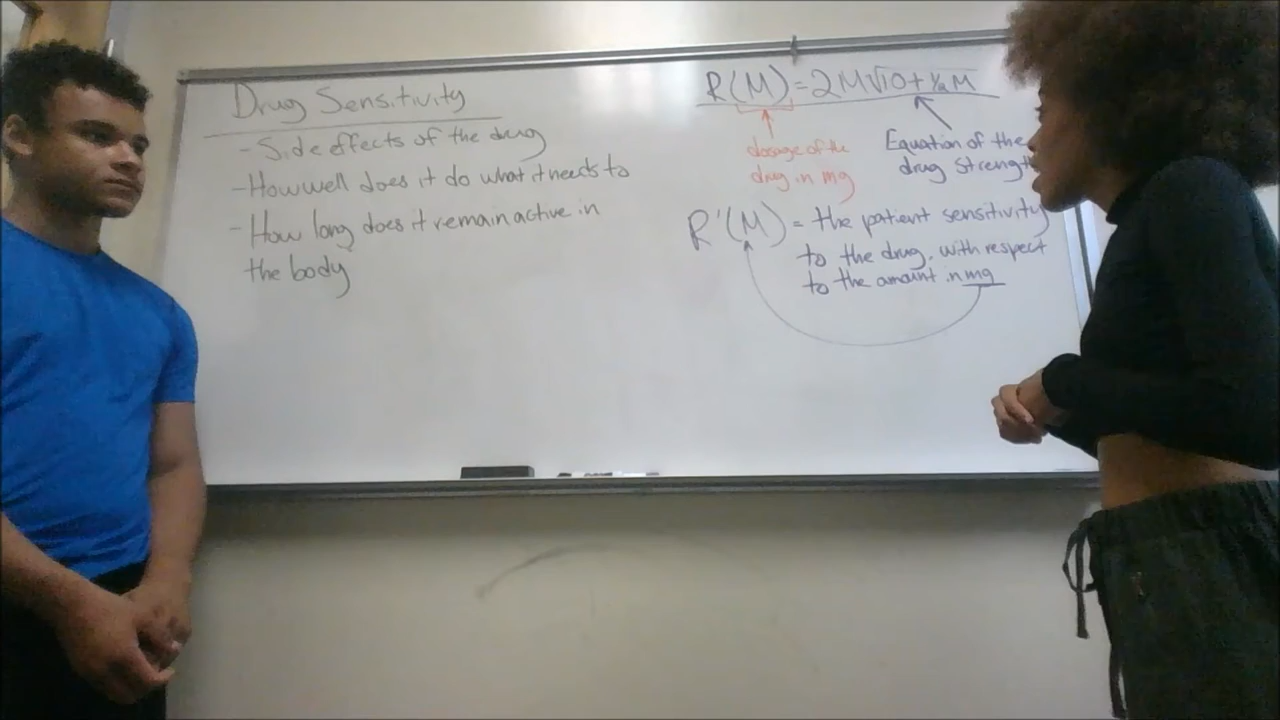 Drug Sensitivity
- Side effects of the drug
- How well does it do what it needs to
- How long does it remain active in
the body
R(M)=2M√10+½M
dosage of the
drug in mg
Equation of the
drug strength
R'(M) = the patient sensitivity
to the drug, with respect
to the amount in mg